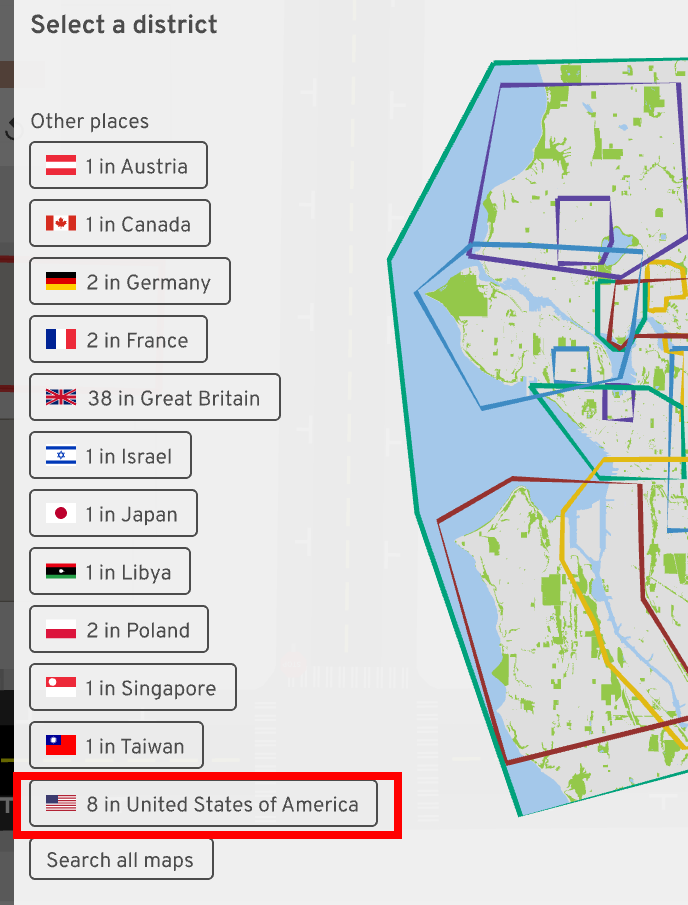 Select a district
Other places
1 in Austria
1 in Canada
2 in Germany
2 in France
38 in Great Britain
1 in Israel
1 in Japan
1 in Libya
2 in Poland
1 in Singapore
1 in Taiwan
8 in United States of America
Search all maps